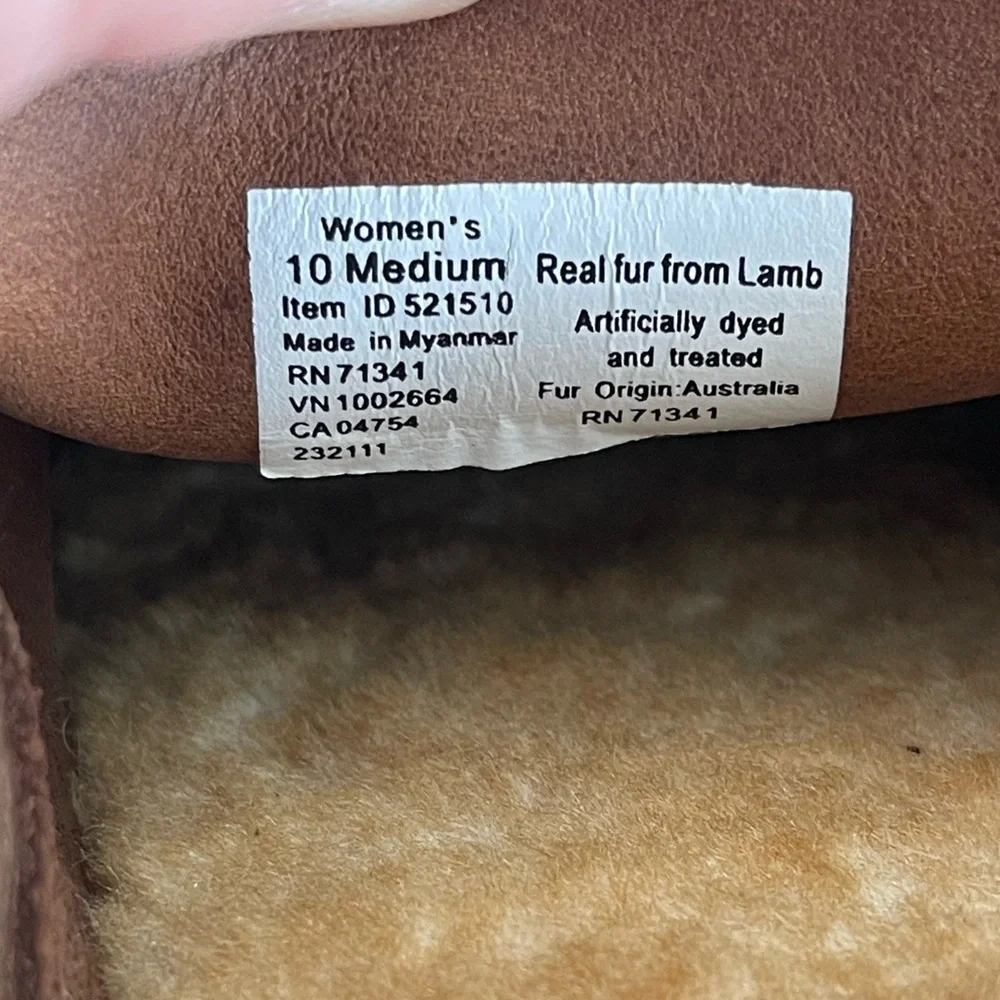 Women's
10 Medium
Item ID 521510
Made in Myanmar
RN 71341
VN 1002664
CA 04754
232111
Real fur from Lamb
Artificially dyed
and treated
Fur Origin:Australia
RN 71341